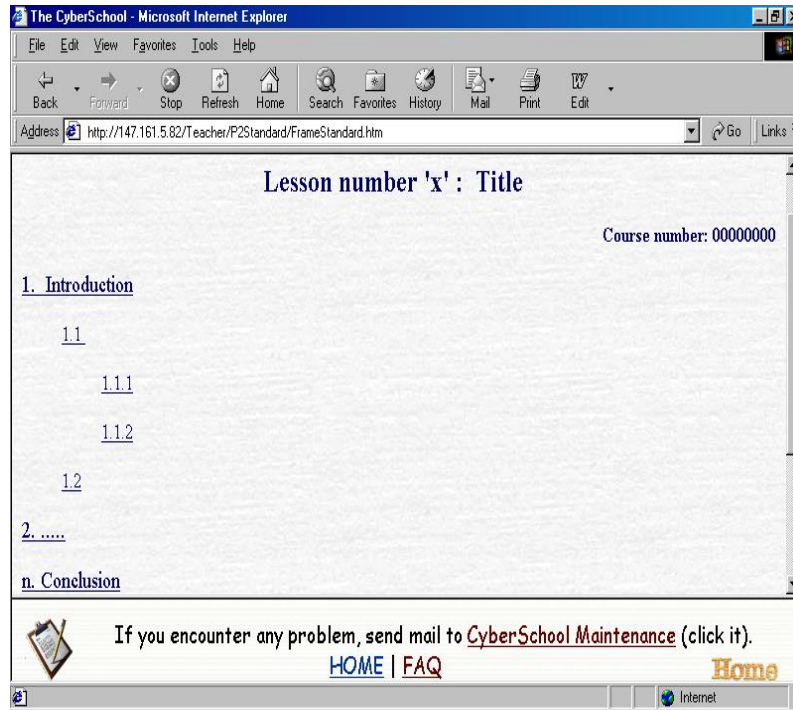 The CyberSchool - Microsoft Internet Explorer
File Edit View Favorites Tools Help
Back Forward Stop Refresh Home Search Favorites History Mail Print Edit
Address http://147.161.5.82/Teacher/P2Standard/FrameStandard.htm Go Links
Lesson number 'x' : Title
Course number: 00000000
1. Introduction
1.1
1.1.1
1.1.2
1.2
2. .....
n. Conclusion
If you encounter any problem, send mail to CyberSchool Maintenance (click it).
HOME | FAQ
Home
Internet